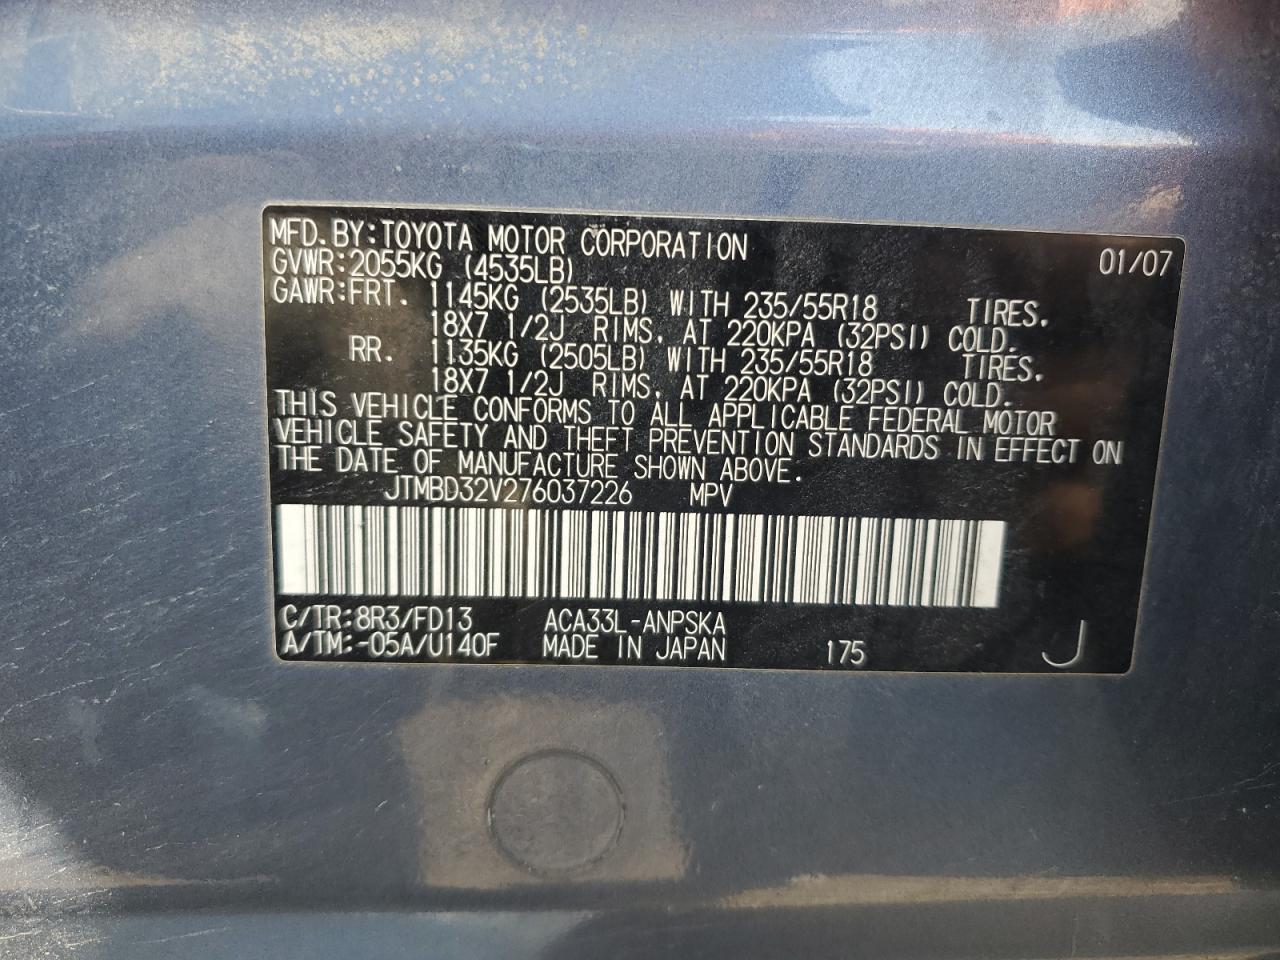 MFD. BY: TOYOTA MOTOR CORPORATION 01/07
GVWR: 2055KG (4535LB)
GAWR: FRT. 1145KG (2535LB) WITH 235/55R18 TIRES.
18X7 1/2J RIMS, AT 220KPA (32PSI) COLD.
RR. 1135KG (2505LB) WITH 235/55R18 TIRES.
18X7 1/2J RIMS, AT 220KPA (32PSI) COLD.
THIS VEHICLE CONFORMS TO ALL APPLICABLE FEDERAL MOTOR
VEHICLE SAFETY AND THEFT PREVENTION STANDARDS IN EFFECT ON
THE DATE OF MANUFACTURE SHOWN ABOVE.
JTMBD32V276037226 MPV
C/TR: 8R3/FD13 ACA33L-ANPSKA
A/TM: -05A/U140F MADE IN JAPAN 175 J